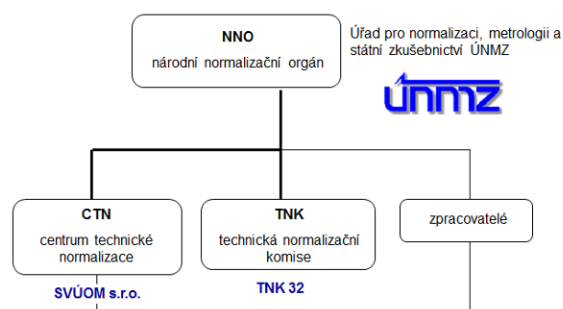 NNO
národní normalizační orgán
Úřad pro normalizaci, metrologii a
státní zkušebnictví ÚNMZ
únmz
CTN
centrum technické
normalizace
SVÚOM s.r.o.
TNK
technická normalizační
komise
TNK 32
zpracovatelé